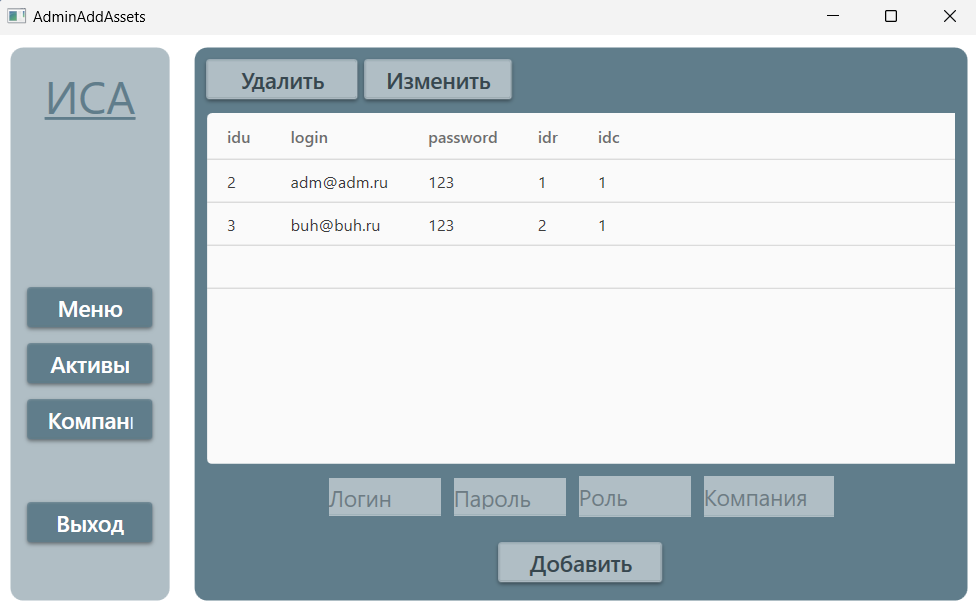 AdminAddAssets
ИСА
Меню
Активы
Компані
Выход
Удалить Изменить
idu login password idr idc
2 adm@adm.ru 123 1 1
3 buh@buh.ru 123 2 1
Логин Пароль Роль Компания
Добавить